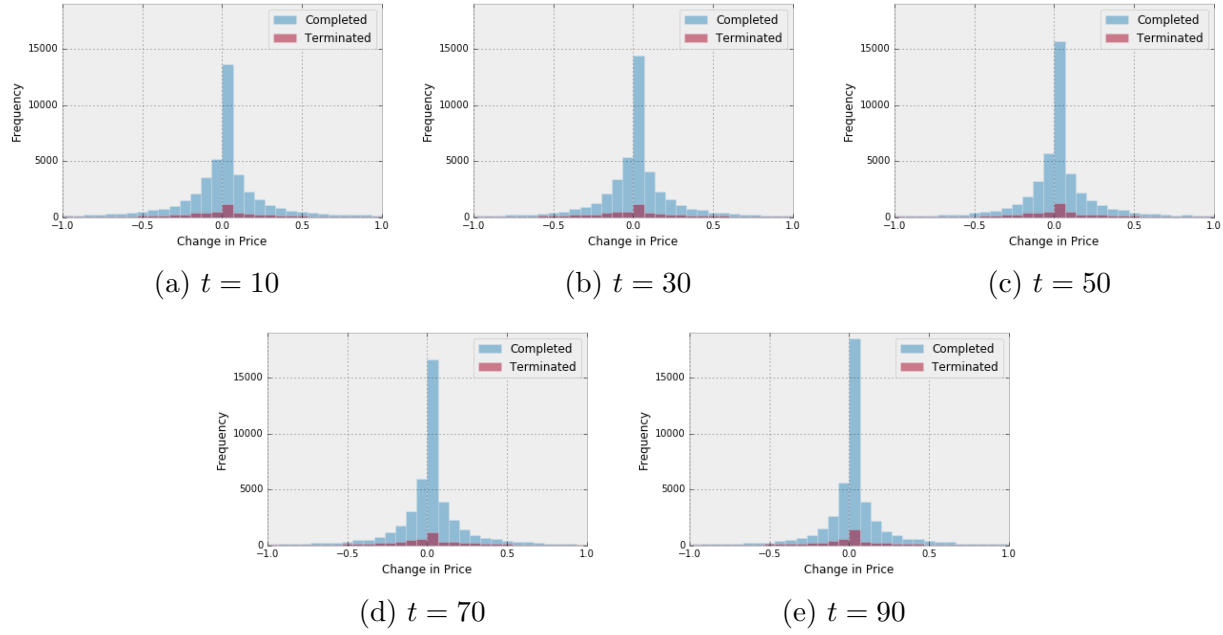 Completed
Terminated
15000
10000
5000
0
Frequency
−1.0 −0.5 0.0 0.5 1.0
Change in Price
(a) t = 10
Completed
Terminated
15000
10000
5000
0
Frequency
−1.0 −0.5 0.0 0.5 1.0
Change in Price
(b) t = 30
Completed
Terminated
15000
10000
5000
0
Frequency
−1.0 −0.5 0.0 0.5 1.0
Change in Price
(c) t = 50
Completed
Terminated
15000
10000
5000
0
Frequency
−1.0 −0.5 0.0 0.5 1.0
Change in Price
(d) t = 70
Completed
Terminated
15000
10000
5000
0
Frequency
−1.0 −0.5 0.0 0.5 1.0
Change in Price
(e) t = 90